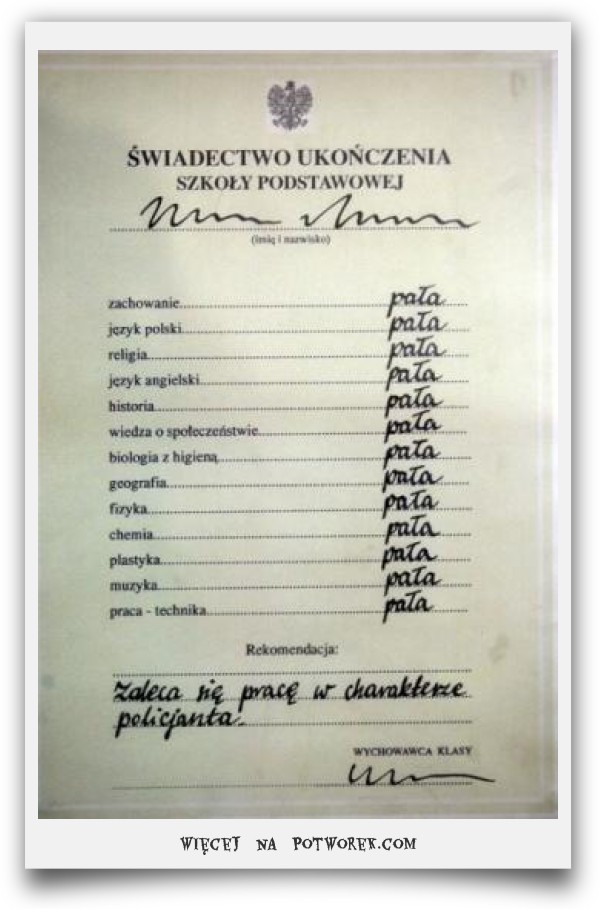 ŚWIADECTWO UKOŃCZENIA
SZKOŁY PODSTAWOWEJ
(imię i nazwisko)
zachowanie pała
język polski pała
religia pała
język angielski pała
historia pała
wiedza o społeczeństwie pała
biologia z higieną pała
geografia pała
fizyka pała
chemia pała
plastyka pała
muzyka pała
praca - technika pała
Rekomendacja:
Zaleca się pracę w charakterze
policjanta!
WYCHOWAWCA KLASY
WIĘCEJ NA POTWOREK.COM